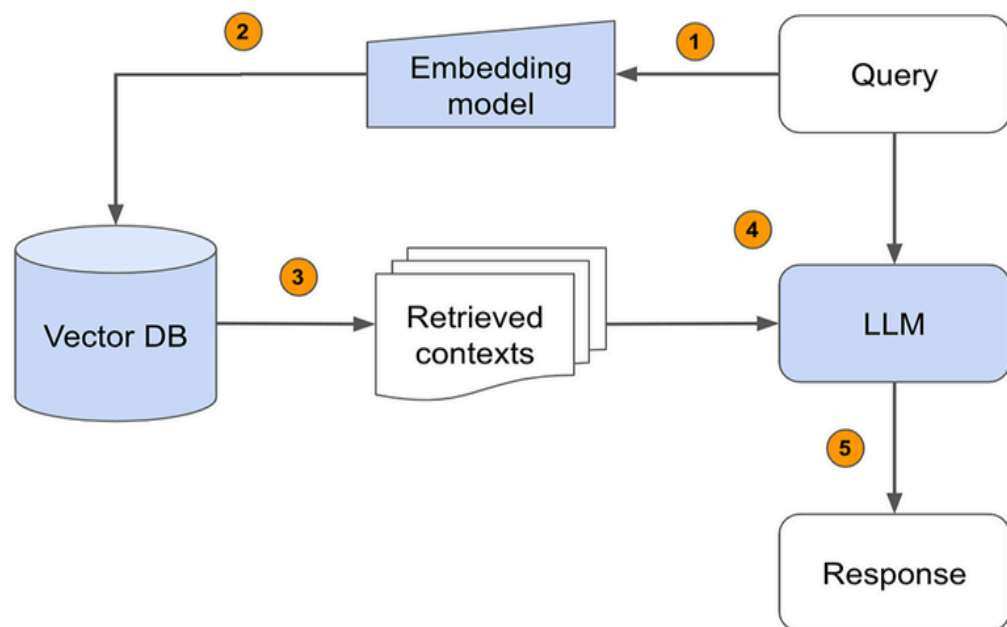 2
1
Embedding
model
Query
4
3
Vector DB
Retrieved
contexts
LLM
5
Response